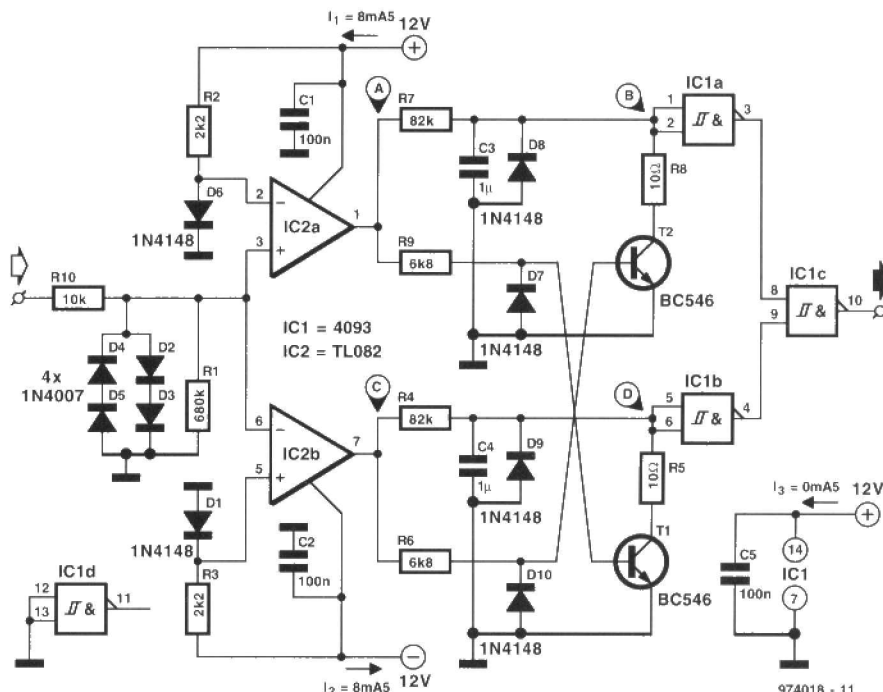 I1 = 8mA5
12V
+
R2
2k2
C1
100n
A
R7
82k
B
IC1a
1
2
&
3
D6
1N4148
2
−
3
+
IC2a
1
C3
1µ
D8
1N4148
R8
10Ω
T2
BC546
R9
6k8
D7
1N4148
R10
10k
IC1 = 4093
IC2 = TL082
IC1c
8
9
&
10
4x
1N4007
D4
D5
D2
D3
R1
680k
C
R4
82k
D
IC1b
5
6
&
4
6
−
5
+
IC2b
7
C4
1µ
D9
1N4148
R5
10Ω
T1
BC546
D1
1N4148
R3
2k2
C2
100n
R6
6k8
D10
1N4148
I3 = 0mA5
12V
+
C5
100n
14
IC1
7
IC1d
12
13
&
11
−
12V
I2 = 8mA5
974018 - 11